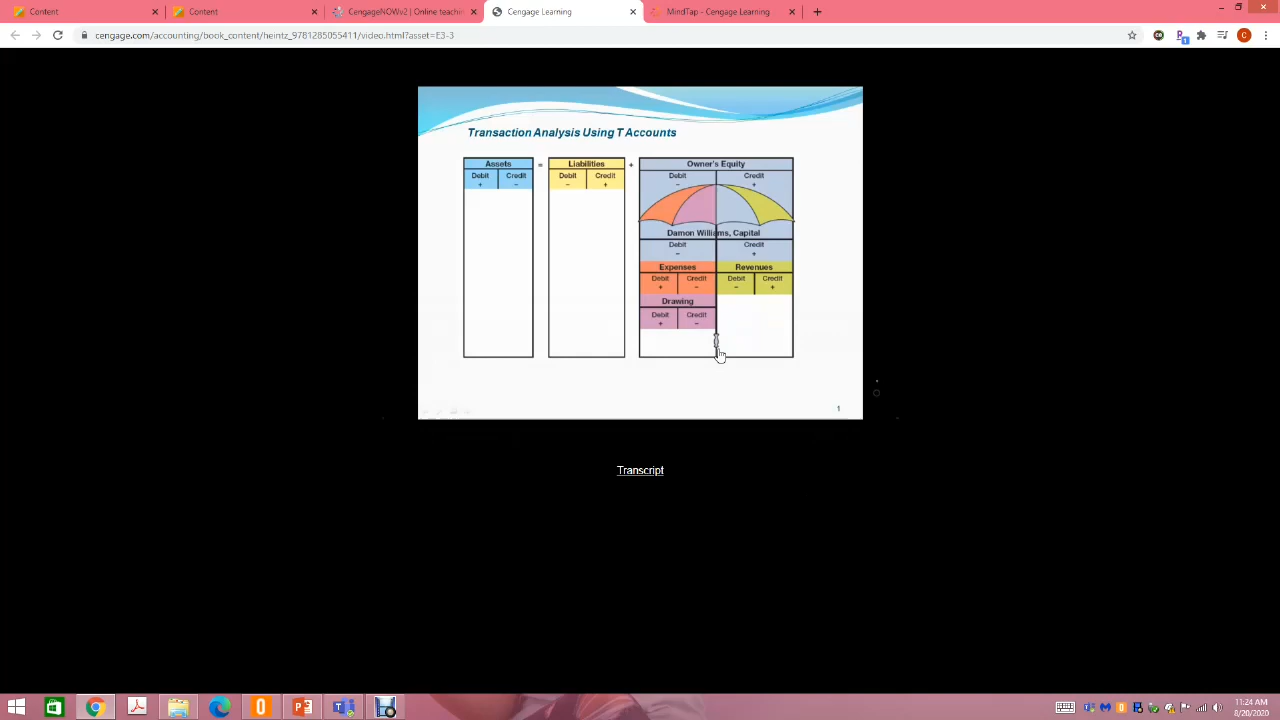 Content
Content
CengageNOWv2 | Online teachin
Cengage Learning
MindTap - Cengage Learning
cengage.com/accounting/book_content/heintz_9781285055411/video.html?asset=E3-3
C
Transaction Analysis Using T Accounts
Assets = Liabilities + Owner's Equity
Debit Credit Debit Credit Debit Credit
+ − − + − +
Damon Williams, Capital
Debit Credit
− +
Expenses Revenues
Debit Credit Debit Credit
+ − − +
Drawing
Debit Credit
+ −
1
Transcript
11:24 AM
8/20/2020